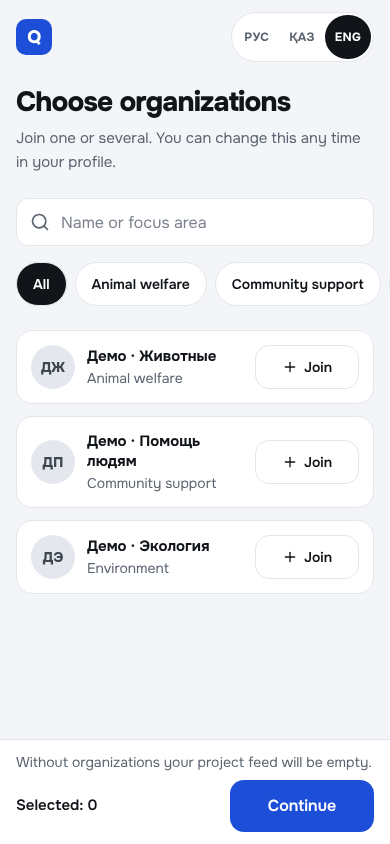 Q
РУС ҚАЗ ENG
Choose organizations
Join one or several. You can change this any time
in your profile.
Name or focus area
All Animal welfare Community support
ДЖ
Демо · Животные
Animal welfare
+ Join
ДП
Демо · Помощь
людям
Community support
+ Join
ДЭ
Демо · Экология
Environment
+ Join
Without organizations your project feed will be empty.
Selected: 0
Continue